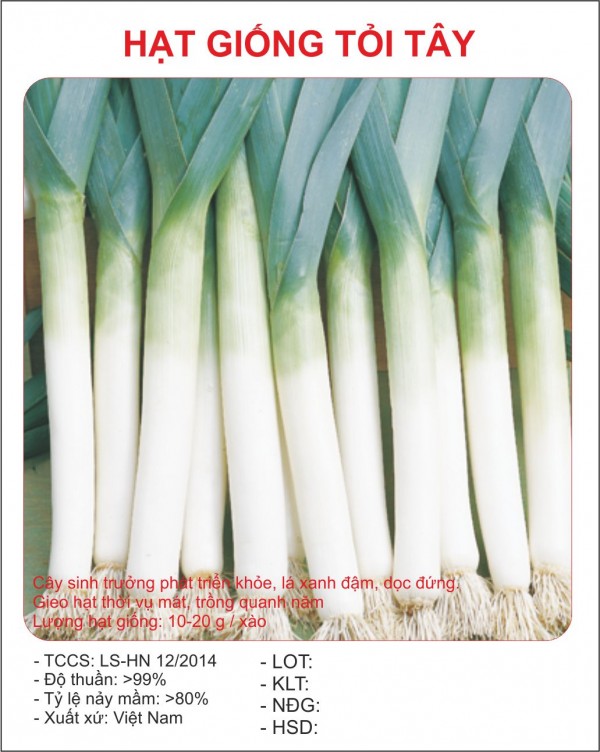 HẠT GIỐNG TỎI TÂY
Cây sinh trưởng phát triển khỏe, lá xanh đậm, dọc đứng.
Gieo hạt thời vụ mát, trồng quanh năm
Lượng hạt giống: 10-20 g / xào
- TCCS: LS-HN 12/2014
- Độ thuần: >99%
- Tỷ lệ nảy mầm: >80%
- Xuất xứ: Việt Nam
- LOT:
- KLT:
- NĐG:
- HSD: